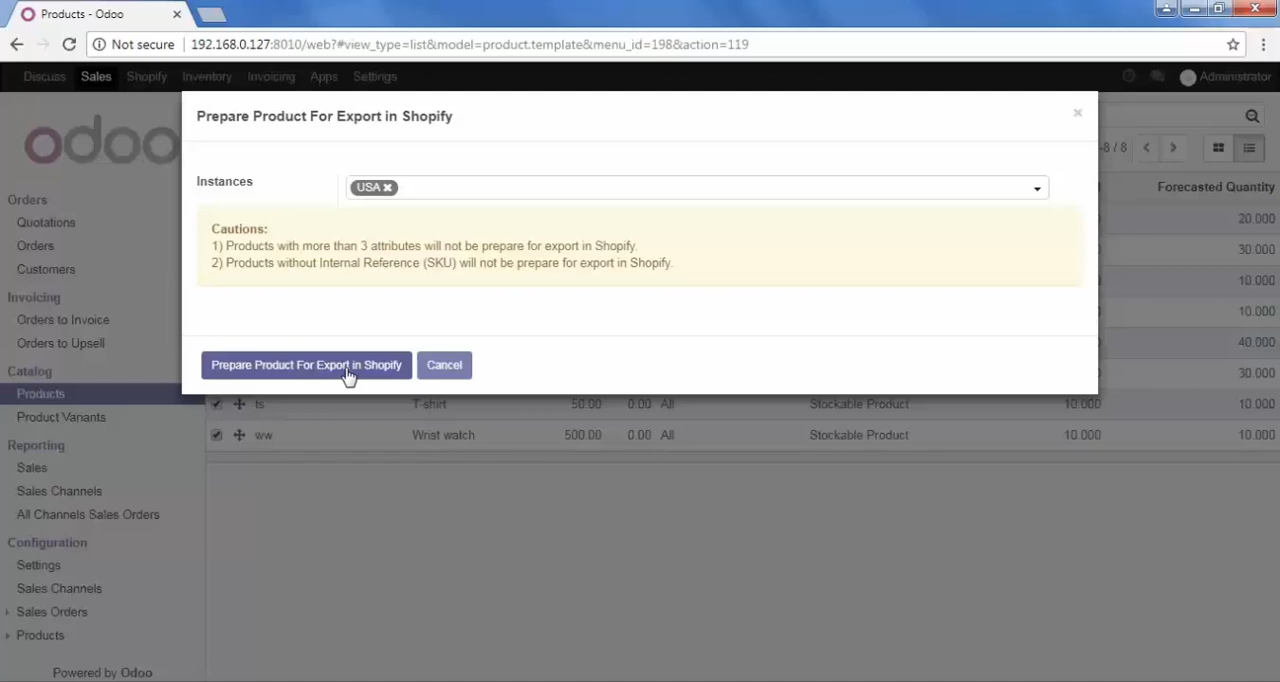 Products - Odoo
Not secure 192.168.0.127:8010/web?#view_type=list&model=product.template&menu_id=198&action=119
Discuss Sales Shopify Inventory Invoicing Apps Settings Administrator
Prepare Product For Export in Shopify
odoo
-8 / 8
Instances USA
Forecasted Quantity
Orders
Quotations
Orders
Customers
Invoicing
Orders to Invoice
Orders to Upsell
Catalog
Products
Product Variants
Reporting
Sales
Sales Channels
All Channels Sales Orders
Configuration
Settings
Sales Channels
Sales Orders
Products
Powered by Odoo
Cautions:
1) Products with more than 3 attributes will not be prepare for export in Shopify.
2) Products without Internal Reference (SKU) will not be prepare for export in Shopify.
Prepare Product For Export in Shopify Cancel
20.000
30.000
10.000
10.000
40.000
30.000
ts T-shirt 50.00 0.00 All Stockable Product 10.000 10.000
ww Wrist watch 500.00 0.00 All Stockable Product 10.000 10.000